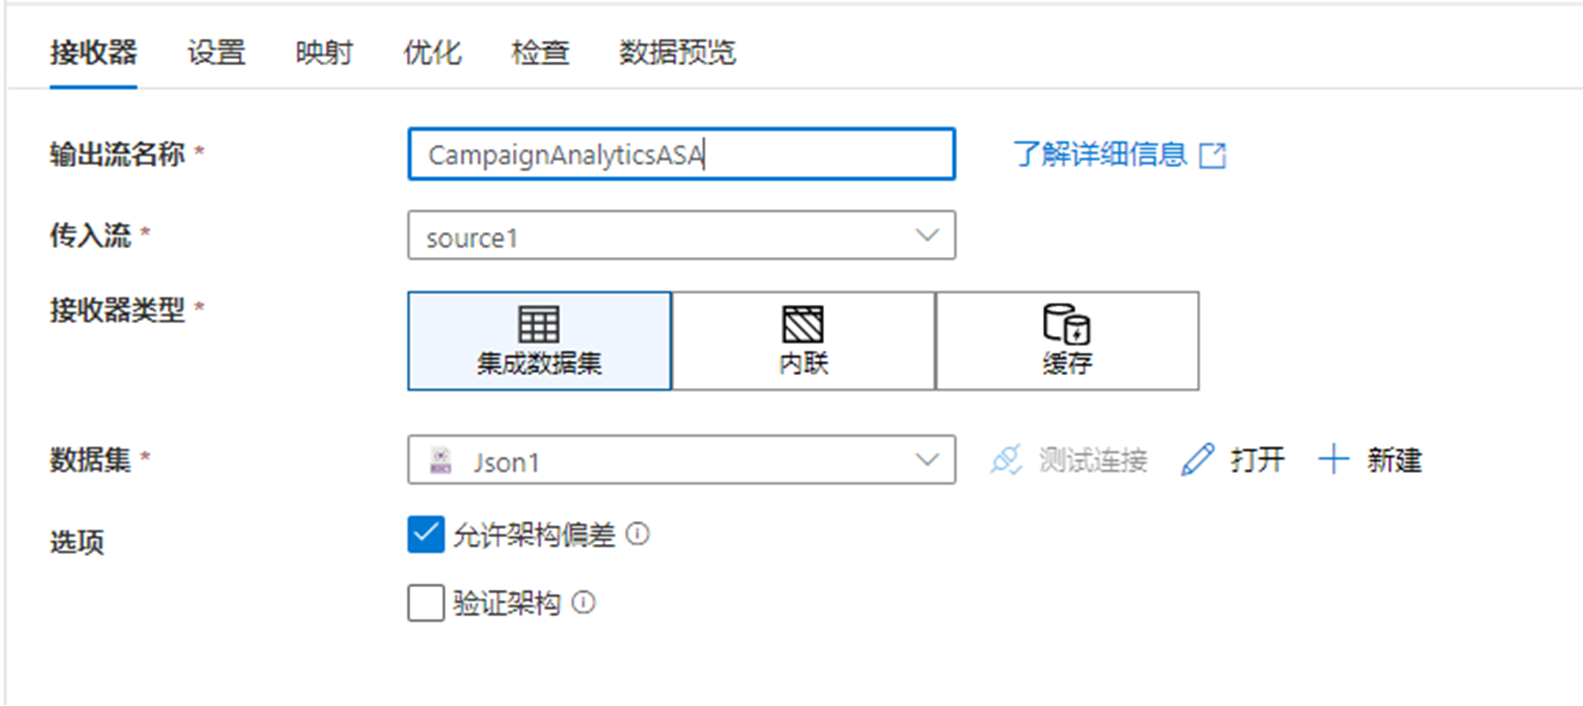 接收器 设置 映射 优化 检查 数据预览
输出流名称 * CampaignAnalyticsASA 了解详细信息
传入流 * source1
接收器类型 * 集成数据集 内联 缓存
数据集 * Json1 测试连接 打开 新建
选项 允许架构偏差
验证架构